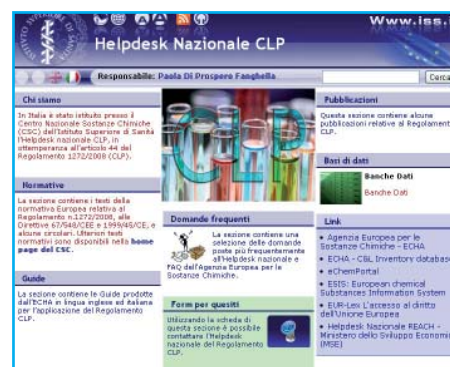 Www.iss.i
ISTITUTO SUPERIORE DI SANITÀ
Helpdesk Nazionale CLP
Responsabile: Paola Di Prospero Fanghella
Cerca
Chi siamo
In Italia è stato istituito presso il
Centro Nazionale Sostanze Chimiche
(CSC) dell'Istituto Superiore di Sanità
l'Helpdesk nazionale CLP, in
ottemperanza all'articolo 44 del
Regolamento 1272/2008 (CLP).
Normative
La sezione contiene i testi della
normativa Europea relativa al
Regolamento n.1272/2008, alle
Direttive 67/548/CEE e 1999/45/CE, e
alcune circolari. Ulteriori testi
normativi sono disponibili nella home
page del CSC.
Guide
La sezione contiene le Guide prodotte
dall'ECHA in lingua inglese ed italiana
per l'applicazione del Regolamento
CLP.
CLP
Domande frequenti
La sezione contiene una
selezione delle domande
poste più frequentemente
all'Helpdesk nazionale e
FAQ dell'Agenzia Europea per le
Sostanze Chimiche.
Form per quesiti
Utilizzando la scheda di
questa sezione è possibile
contattare l'Helpdesk
nazionale del Regolamento
CLP.
Pubblicazioni
Questa sezione contiene alcune
pubblicazioni relative al Regolament
CLP.
Basi di dati
Banche Dati
Banche Dati
Link
• Agenzia Europea per le
Sostanze Chimiche - ECHA
• ECHA - C&L Inventory database
• eChemPortal
• ESIS: European chemical
Substances Information System
• EUR-Lex L'accesso al diritto
dell'Unione Europea
• Helpdesk Nazionale REACH -
Ministero dello Sviluppo Economi
(MSE)